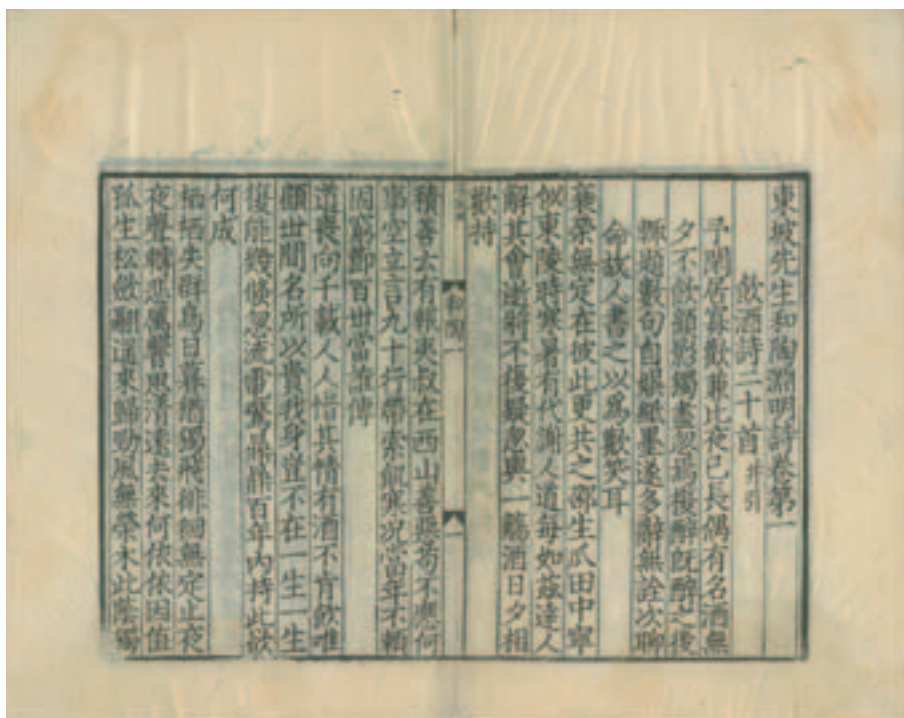 東坡先生和陶淵明詩卷第一
飲酒詩二十首并引
予閑居寡歡兼比夜已長偶有名酒無
夕不飲顧影獨盡忽焉復醉既醉之後
輒題數句自娛紙墨遂多辭無詮次聊
命故人書之以爲歡笑耳
衰榮無定在彼此更共之邵生瓜田中寧
似東陵時寒暑有代謝人道每如茲達人
解其會逝將不復疑忽與一觴酒日夕相
歡持
和陶一
一
積善云有報夷叔在西山善惡苟不應何
事空立言九十行帶索飢寒况當年不賴
固窮節百世當誰傳
道喪向千載人人惜其情有酒不肯飲唯
顧世間名所以貴我身豈不在一生一生
復能幾倏忽流電驚鼎鼎百年內持此欲
何成
栖栖失群鳥日暮猶獨飛徘徊無定止夜
夜聲轉悲厲響思清遠去來何依依因值
孤生松斂翮遥來歸勁風無榮木此蔭獨